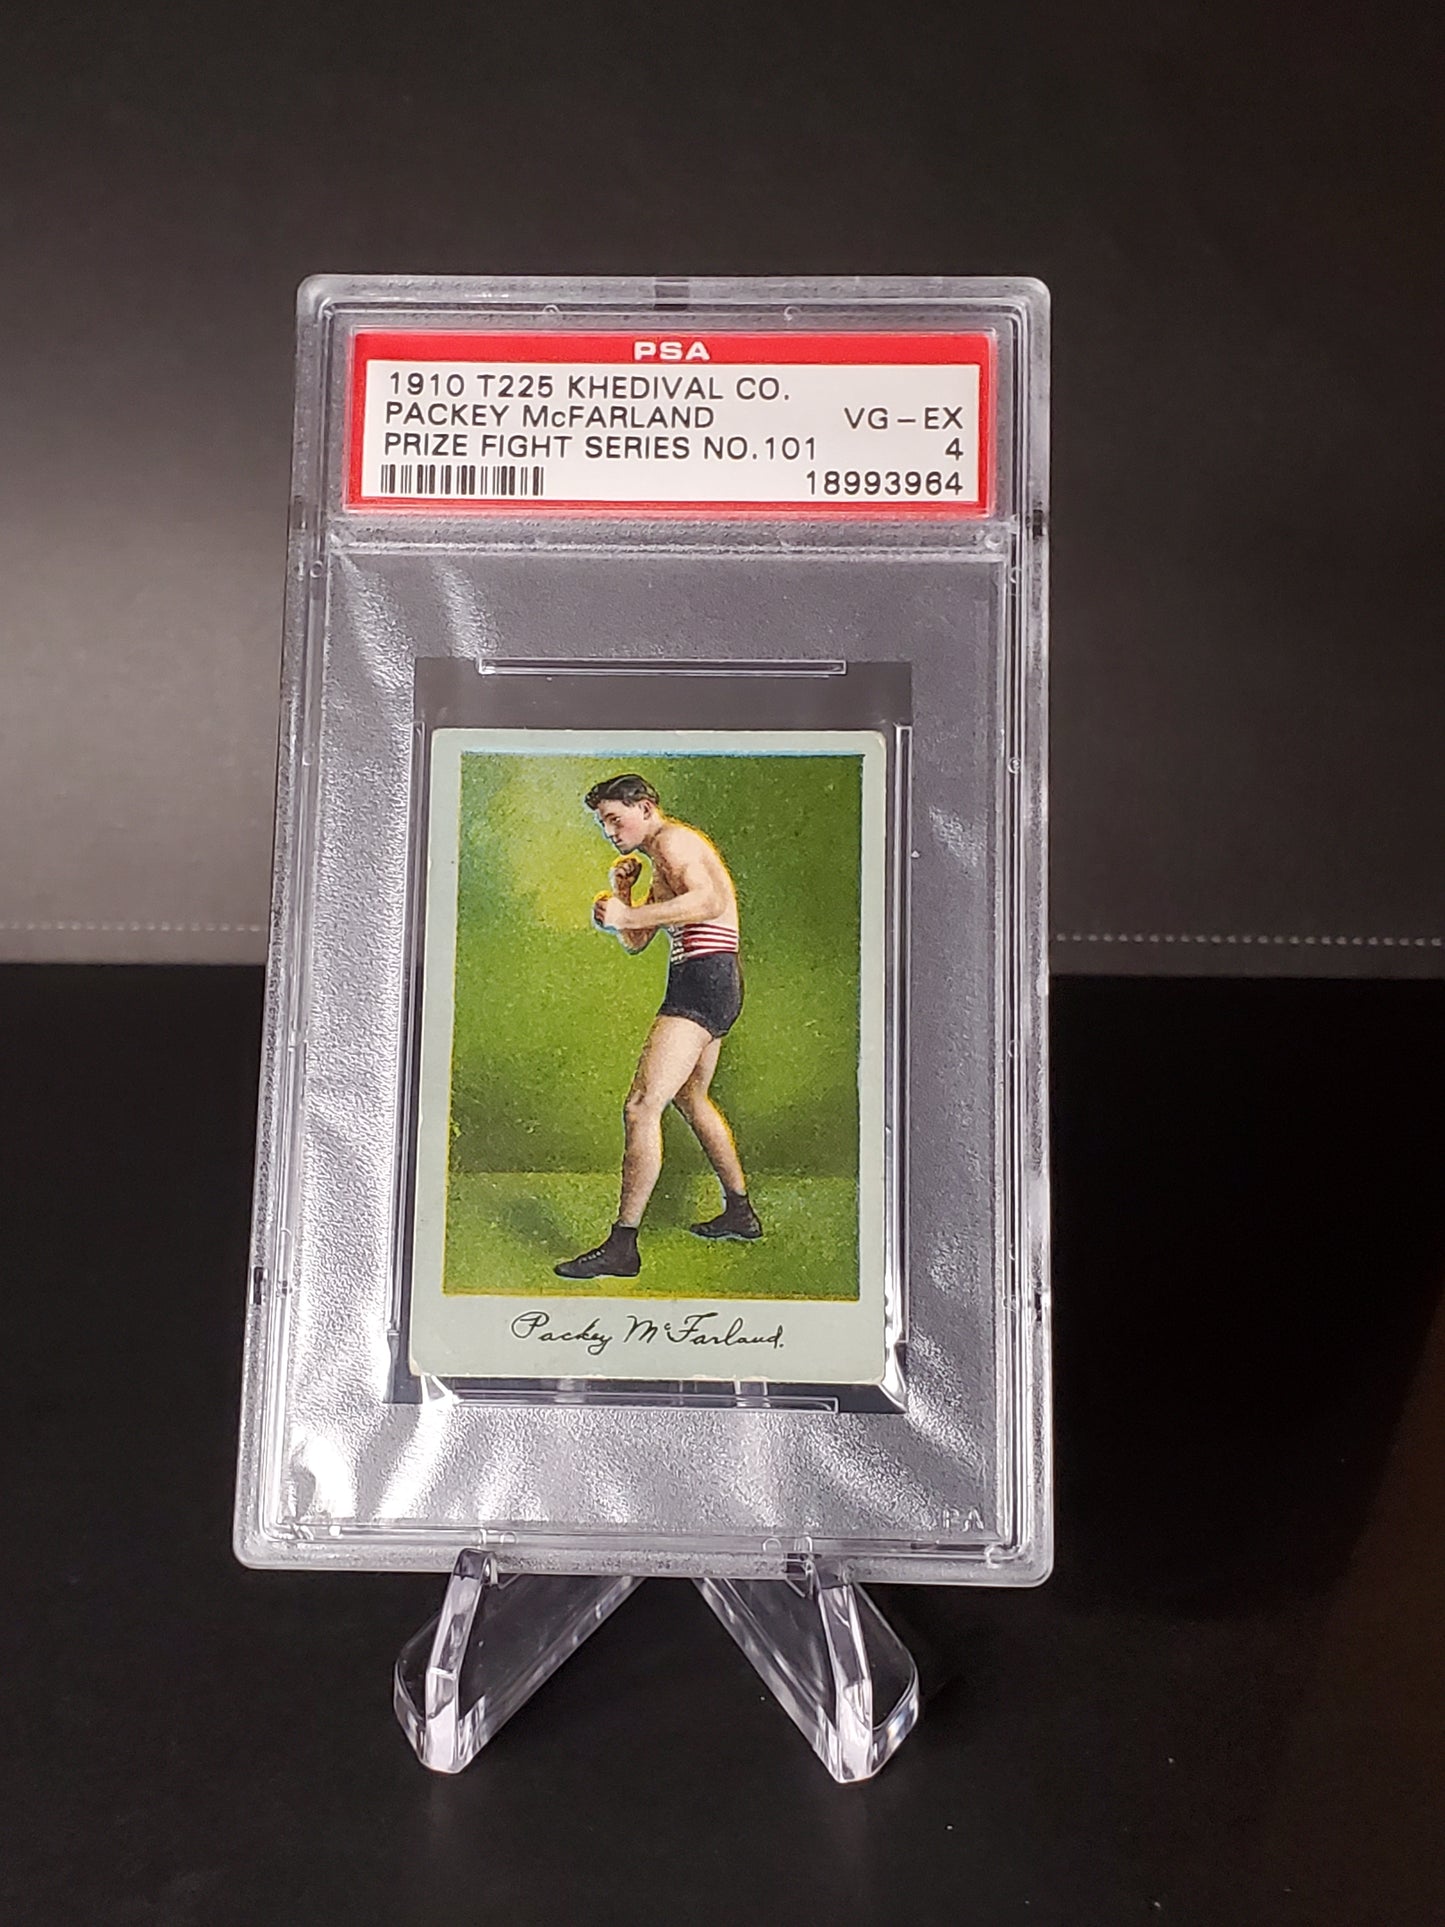 PSA
1910 T225 KHEDIVAL CO.
PACKEY McFARLAND VG-EX
PRIZE FIGHT SERIES NO.101 4
18993964
Packey McFarland.